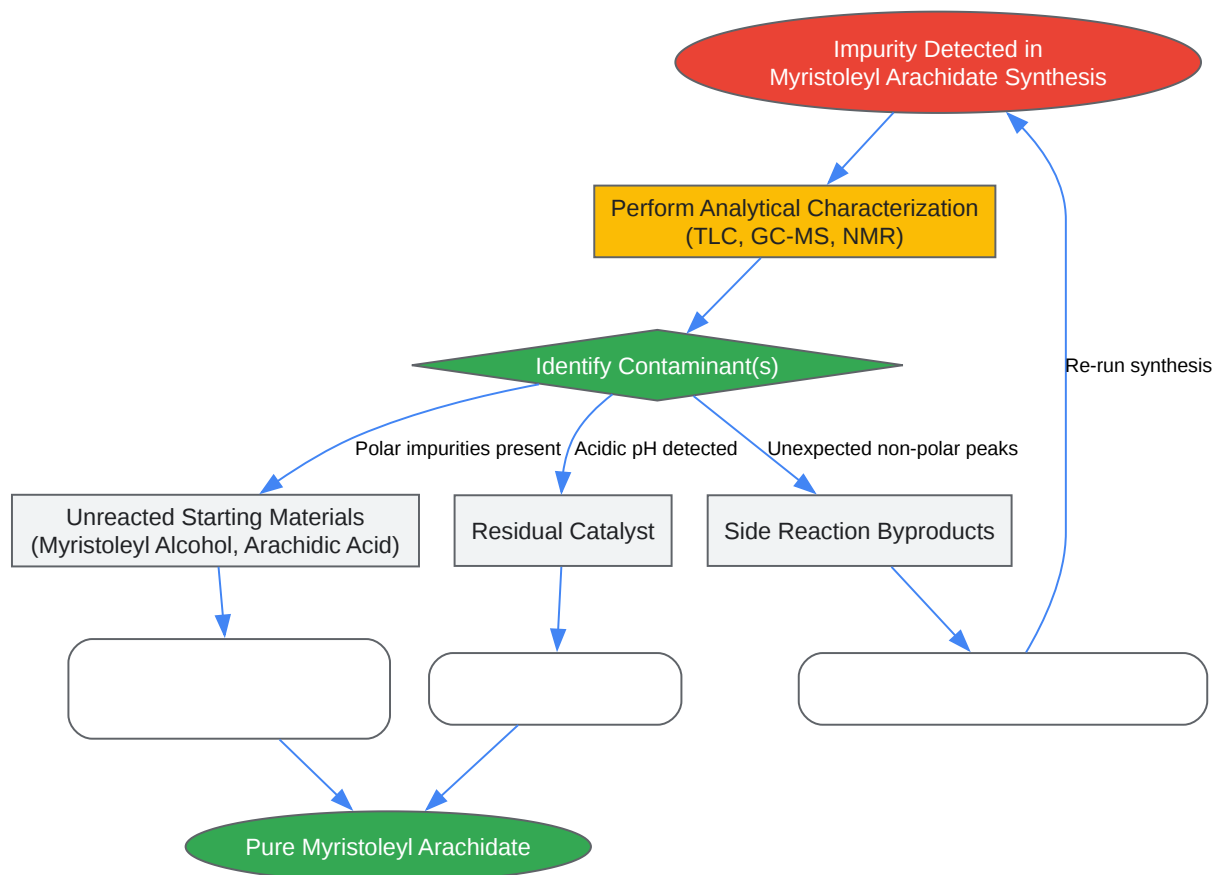 Impurity Detected in
Myristoleyl Arachidate Synthesis
Perform Analytical Characterization
(TLC, GC-MS, NMR)
Identify Contaminant(s)
Re-run synthesis
Polar impurities present
Acidic pH detected
Unexpected non-polar peaks
Unreacted Starting Materials
(Myristoleyl Alcohol, Arachidic Acid)
Residual Catalyst
Side Reaction Byproducts
Pure Myristoleyl Arachidate